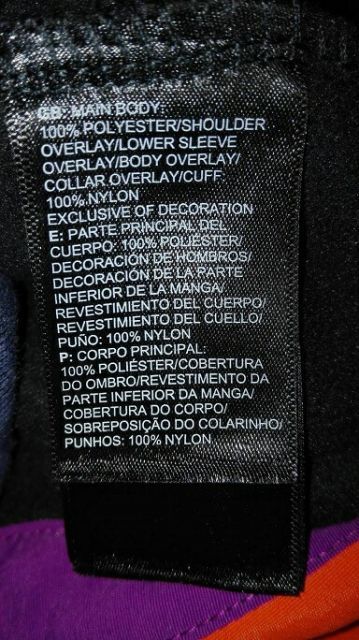 GB: MAIN BODY:
100% POLYESTER/SHOULDER
OVERLAY/LOWER SLEEVE
OVERLAY/BODY OVERLAY/
COLLAR OVERLAY/CUFF:
100% NYLON
EXCLUSIVE OF DECORATION
E: PARTE PRINCIPAL DEL
CUERPO: 100% POLIÉSTER/
DECORACIÓN DE HOMBROS/
DECORACIÓN DE LA PARTE
INFERIOR DE LA MANGA/
REVESTIMIENTO DEL CUERPO/
REVESTIMIENTO DEL CUELLO/
PUÑO: 100% NYLON
P: CORPO PRINCIPAL:
100% POLIÉSTER/COBERTURA
DO OMBRO/REVESTIMENTO DA
PARTE INFERIOR DA MANGA/
COBERTURA DO CORPO/
SOBREPOSIÇÃO DO COLARINHO/
PUNHOS: 100% NYLON